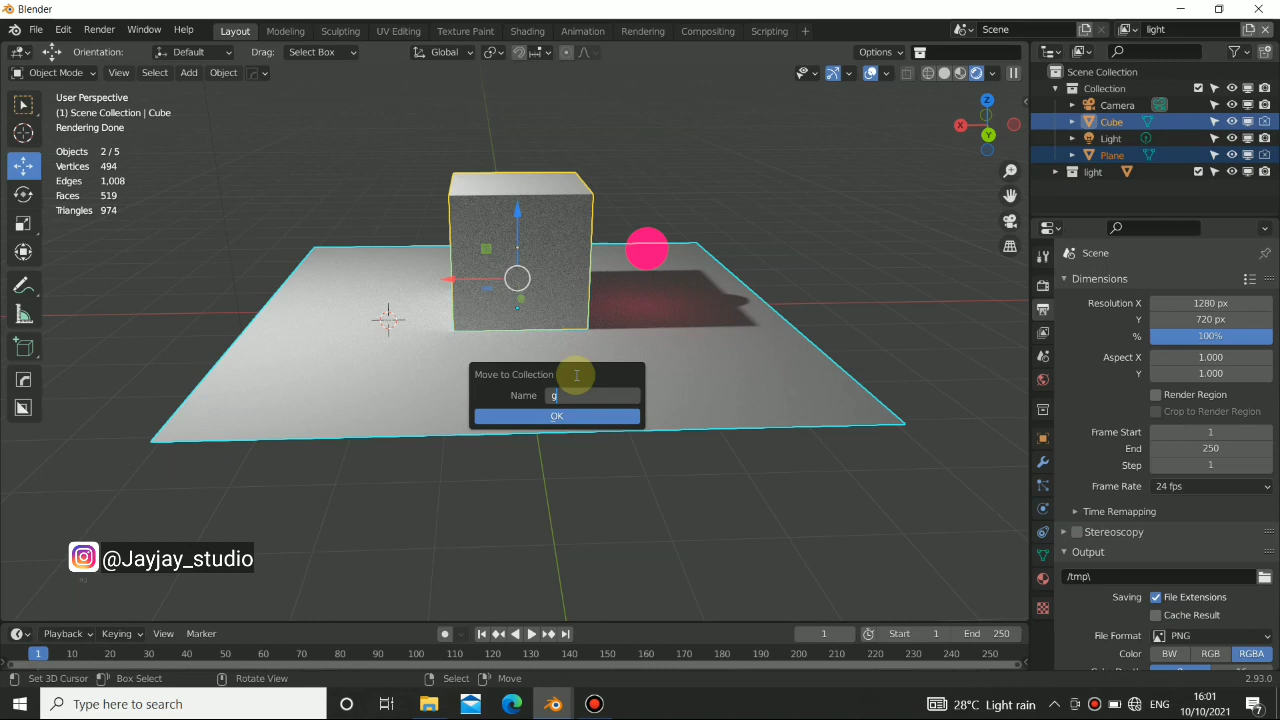 Blender
File Edit Render Window Help
Layout Modeling Sculpting UV Editing Texture Paint Shading Animation Rendering Compositing Scripting +
Scene
light
Orientation: Default Drag: Select Box
Global
Options
Object Mode View Select Add Object
User Perspective
(1) Scene Collection | Cube
Rendering Done
Objects 2 / 5
Vertices 494
Edges 1,008
Faces 519
Triangles 974
Z
X
Y
Scene Collection
Collection
Camera
Cube
Light
Plane
light
Scene
Dimensions
Resolution X 1280 px
Y 720 px
% 100%
Aspect X 1.000
Y 1.000
Render Region
Crop to Render Region
Frame Start 1
End 250
Step 1
Frame Rate 24 fps
Time Remapping
Stereoscopy
Output
/tmp\
Saving File Extensions
Cache Result
File Format PNG
Color BW RGB RGBA
Move to Collection
Name g
OK
@Jayjay_studio
Playback Keying View Marker
1 Start 1 End 250
1 10 20 30 40 50 60 70 80 90 100 110 120 130 140 150 160 170 180 190 200 210 220 230 240 250
Set 3D Cursor Box Select Rotate View Select Move
2.93.0
Type here to search
28°C Light rain
ENG
16:01
10/10/2021
7